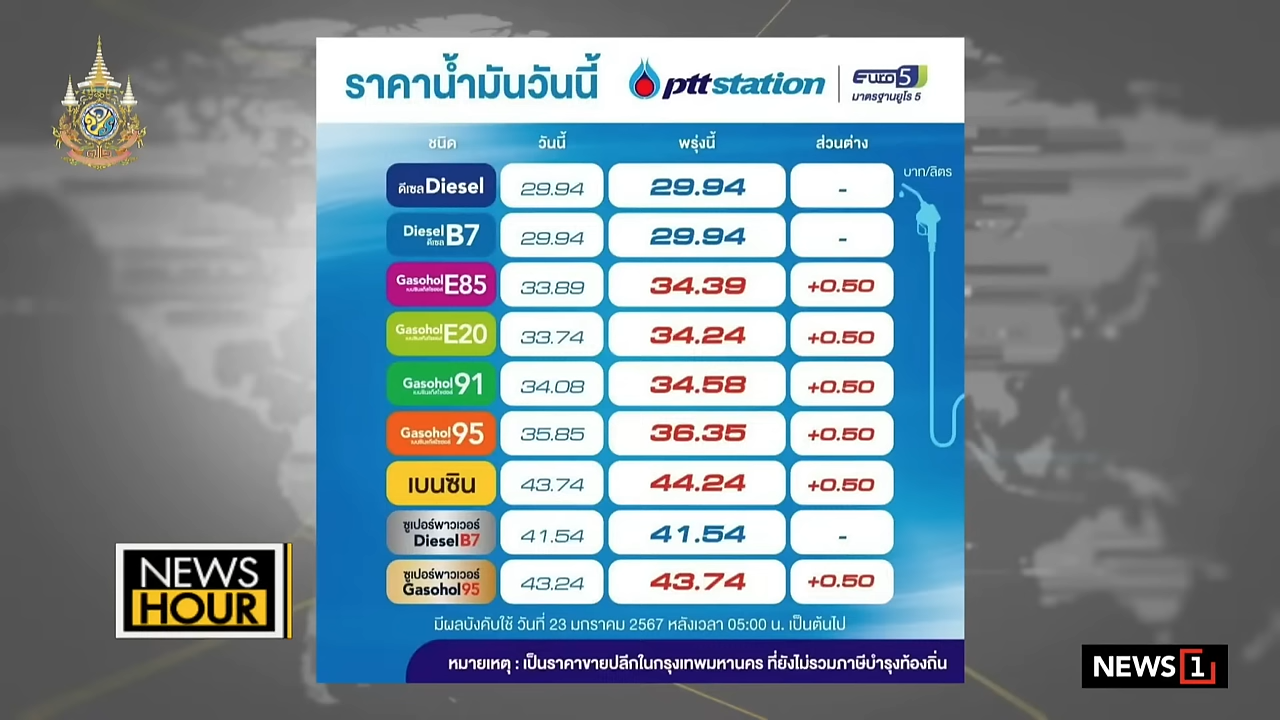 ราคาน้ำมันวันนี้ pttstation EURO 5
มาตรฐานยูโร 5
ชนิด วันนี้ พรุ่งนี้ ส่วนต่าง
บาท/ลิตร
ดีเซล Diesel 29.94 29.94 -
Diesel ดีเซล B7 29.94 29.94 -
Gasohol E85 33.89 34.39 +0.50
Gasohol E20 33.74 34.24 +0.50
Gasohol 91 34.08 34.58 +0.50
Gasohol 95 35.85 36.35 +0.50
เบนซิน 43.74 44.24 +0.50
ซูเปอร์พาวเวอร์
Diesel B7 41.54 41.54 -
ซูเปอร์พาวเวอร์
Gasohol 95 43.24 43.74 +0.50
มีผลบังคับใช้ วันที่ 23 มกราคม 2567 หลังเวลา 05:00 น. เป็นต้นไป
หมายเหตุ : เป็นราคาขายปลีกในกรุงเทพมหานคร ที่ยังไม่รวมภาษีบำรุงท้องถิ่น
NEWS
HOUR
NEWS 1